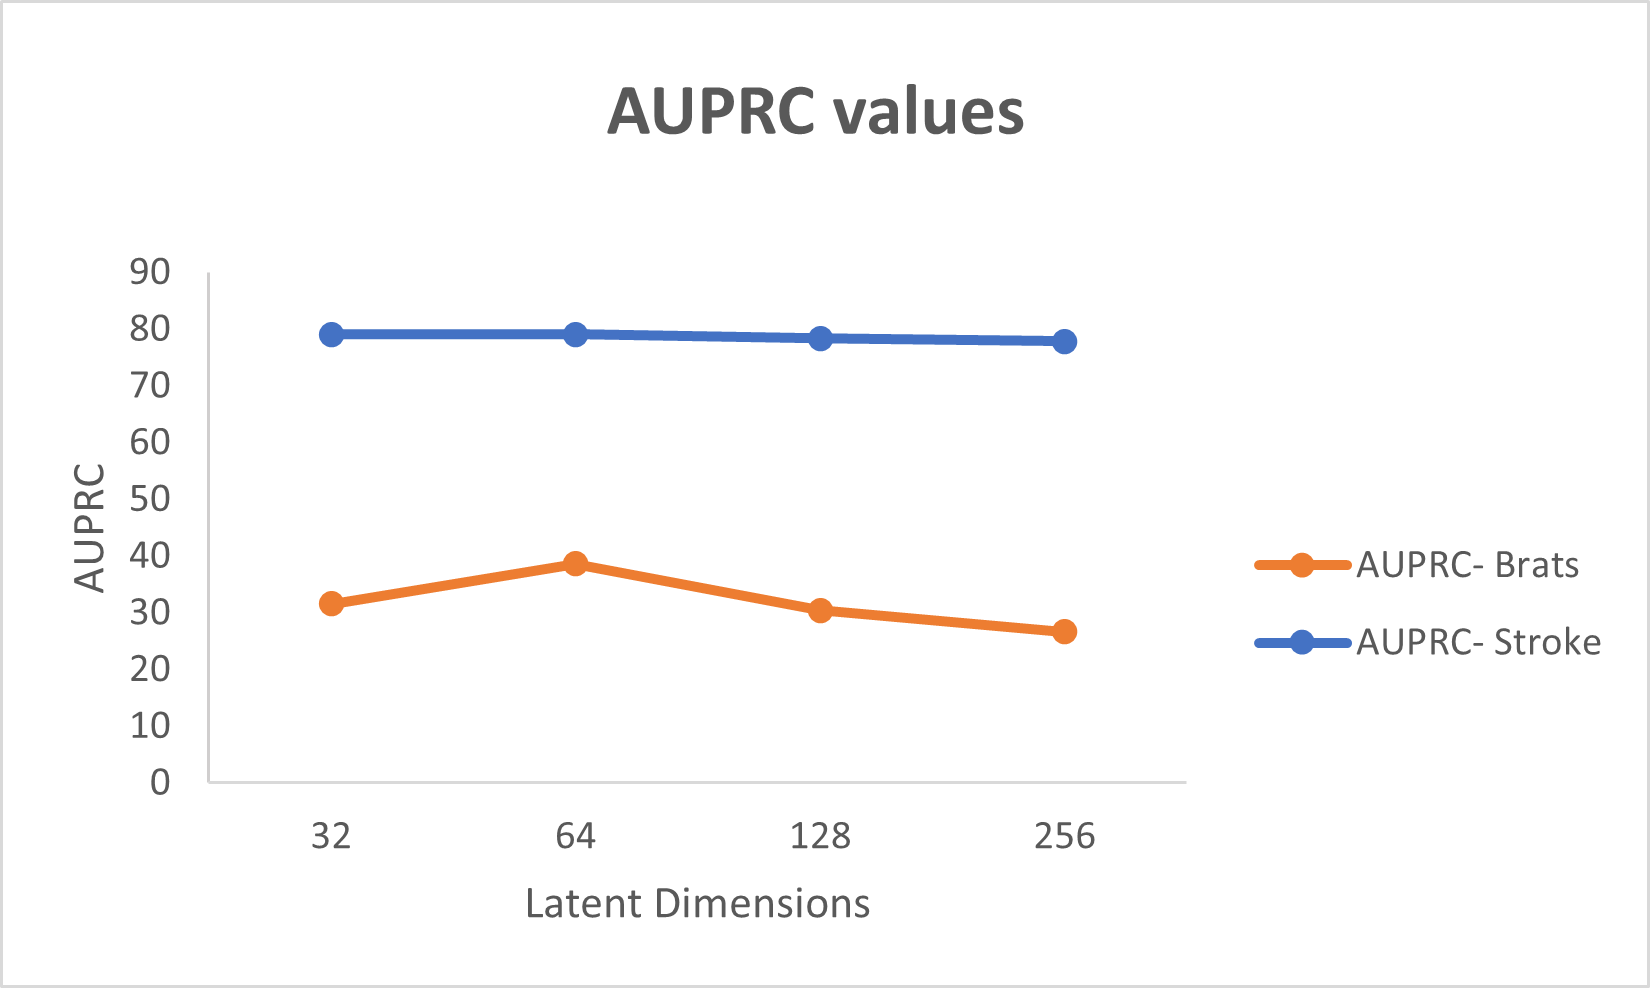 AUPRC values
90
80
70
60
50
40
30
20
10
0
AUPRC
32 64 128 256
Latent Dimensions
AUPRC- Brats
AUPRC- Stroke